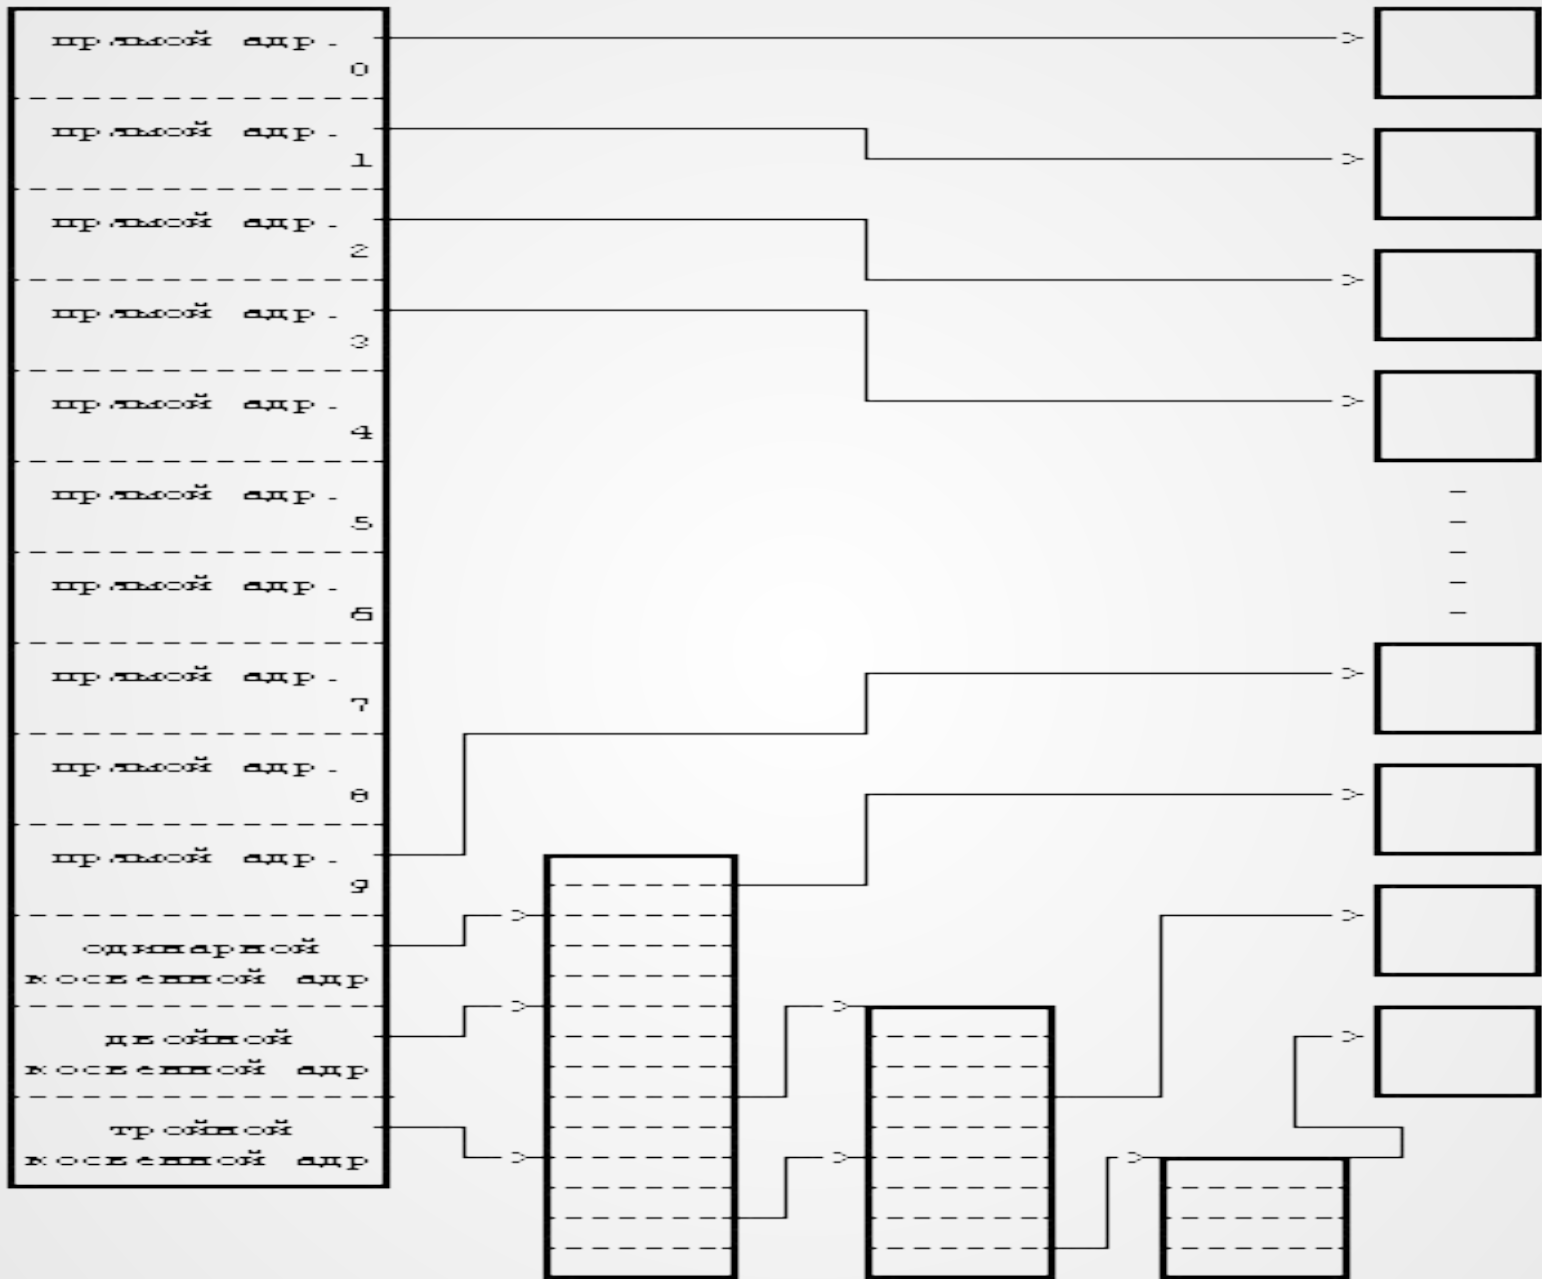 прямой адр.
0
прямой адр.
1
прямой адр.
2
прямой адр.
3
прямой адр.
4
прямой адр.
5
прямой адр.
6
прямой адр.
7
прямой адр.
8
прямой адр.
9
одинарной
косвенной адр
двойной
косвенной адр
тройной
косвенной адр